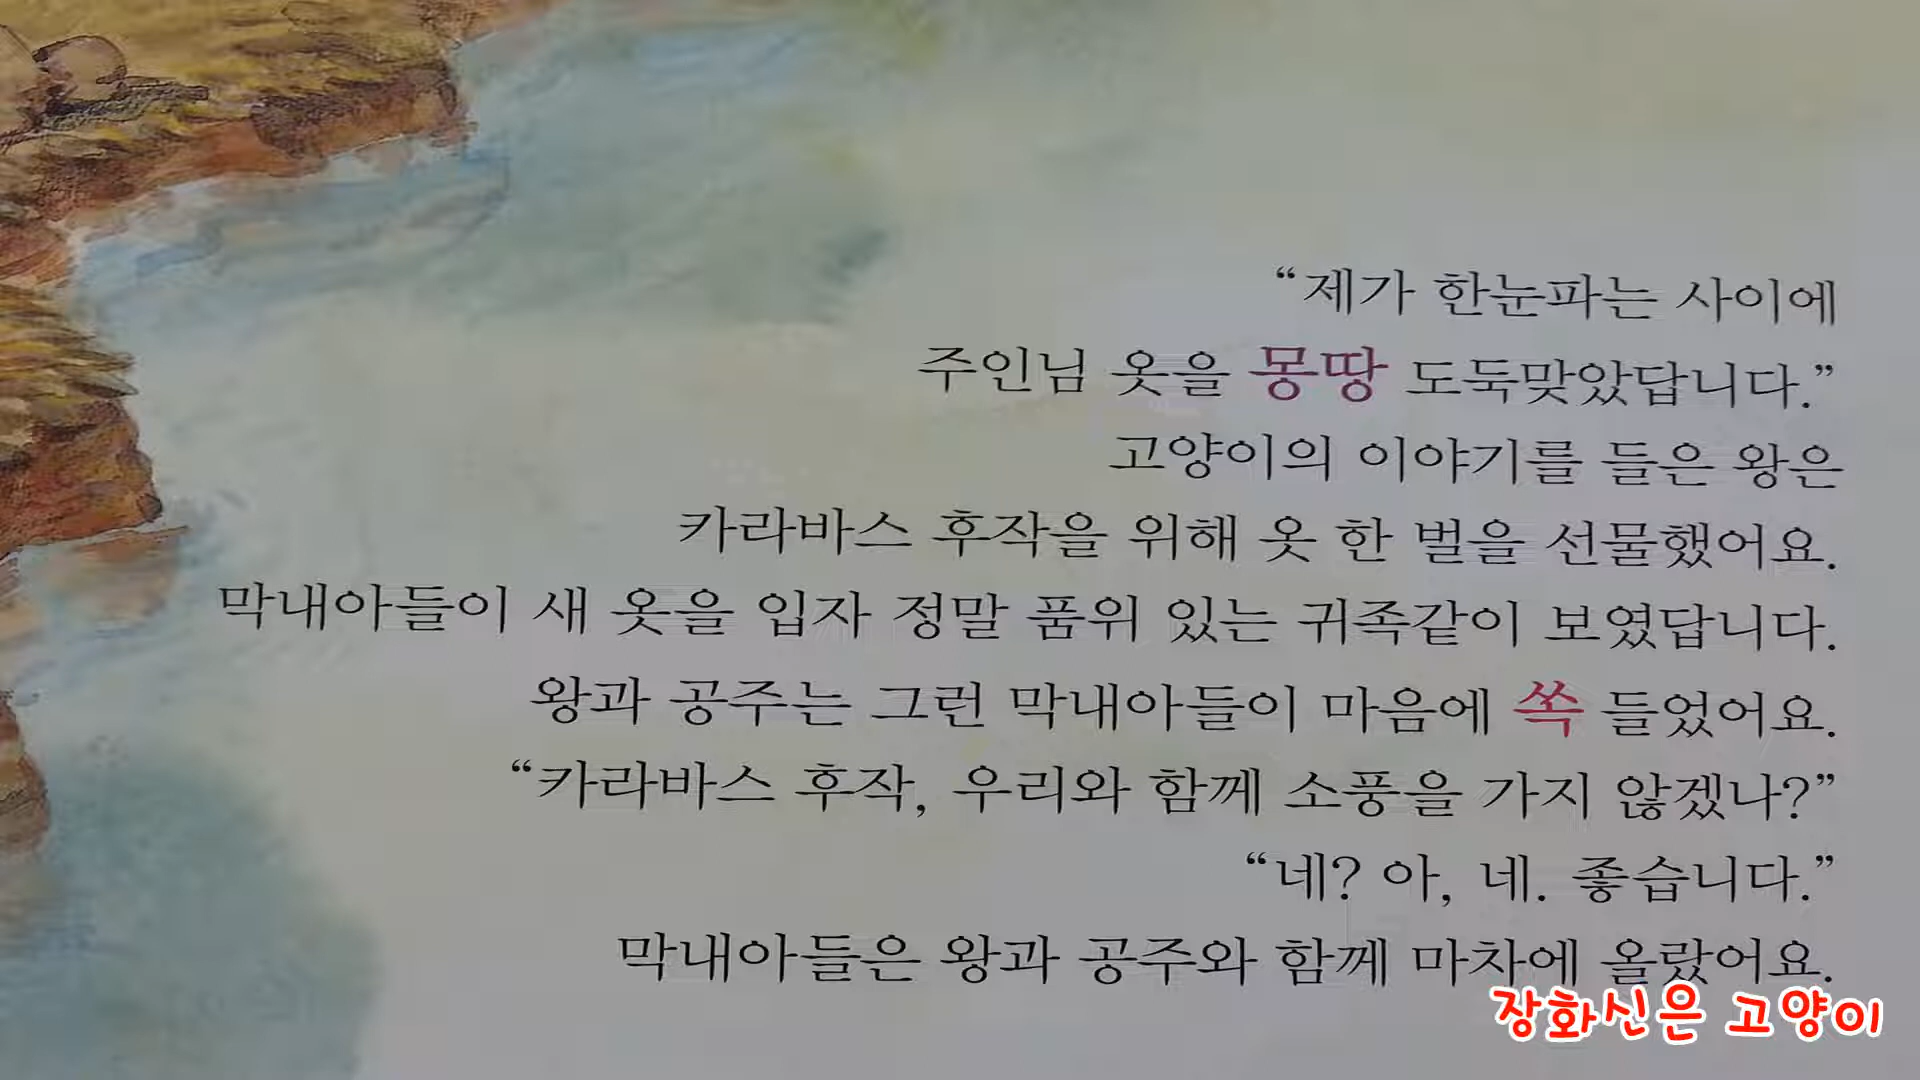 “제가 한눈파는 사이에
주인님 옷을 몽땅 도둑맞았답니다.”
고양이의 이야기를 들은 왕은
카라바스 후작을 위해 옷 한 벌을 선물했어요.
막내아들이 새 옷을 입자 정말 품위 있는 귀족같이 보였답니다.
왕과 공주는 그런 막내아들이 마음에 쏙 들었어요.
“카라바스 후작, 우리와 함께 소풍을 가지 않겠나?”
“네? 아, 네. 좋습니다.”
막내아들은 왕과 공주와 함께 마차에 올랐어요.
장화신은 고양이